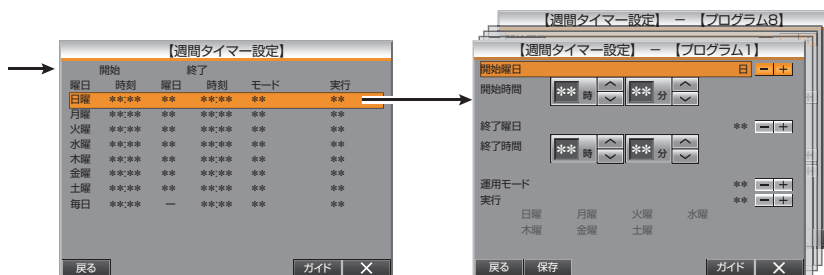 【週間タイマー設定】
開始 終了
曜日 時刻 曜日 時刻 モード 実行
日曜 **:** ** **:** ** **
月曜 **:** ** **:** ** **
火曜 **:** ** **:** ** **
水曜 **:** ** **:** ** **
木曜 **:** ** **:** ** **
金曜 **:** ** **:** ** **
土曜 **:** ** **:** ** **
毎日 **:** ー **:** ** **
戻る ガイド ×
【週間タイマー設定】 － 【プログラム8】
【週間タイマー設定】 － 【プログラム1】
開始曜日 日 － +
開始時間 ** 時 ** 分
終了曜日 ** － +
終了時間 ** 時 ** 分
運用モード ** － +
実行 ** － +
日曜 月曜 火曜 水曜
木曜 金曜 土曜
戻る 保存 ガイド ×